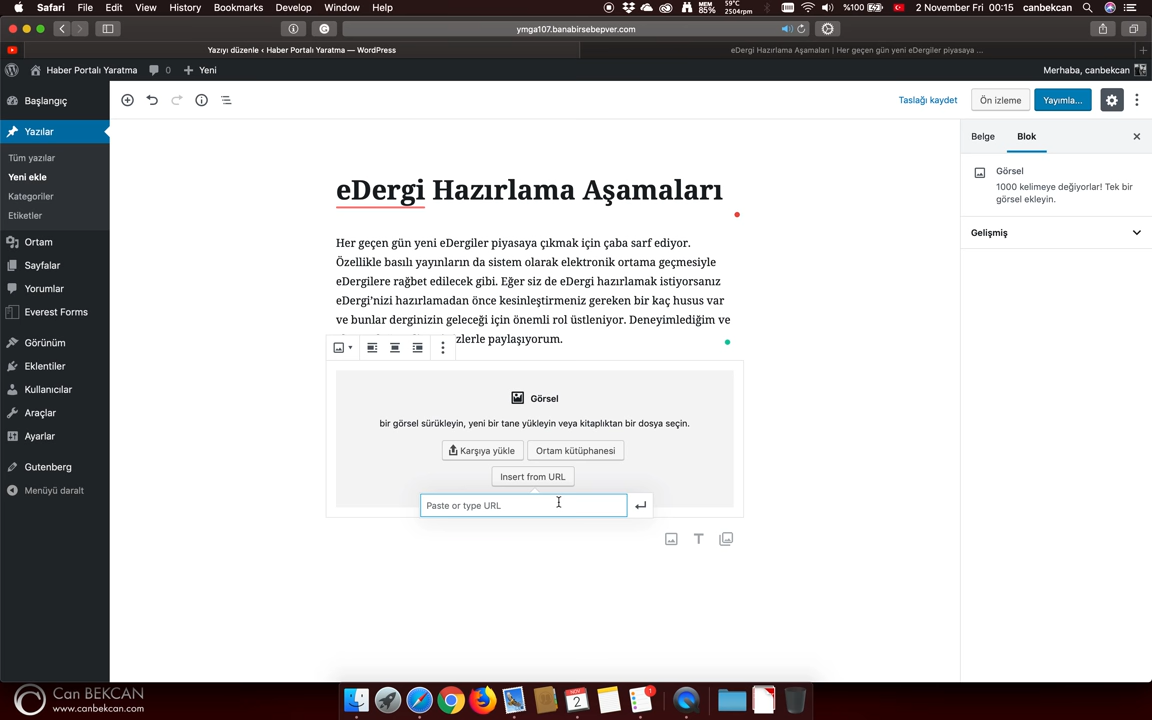 Safari File Edit View History Bookmarks Develop Window Help MEM 85% 59°C 2504rpm %100 2 November Fri 00:15 canbekcan
ymga107.banabirsebepver.com
Yazıyı düzenle ‹ Haber Portalı Yaratma — WordPress
eDergi Hazırlama Aşamaları | Her geçen gün yeni eDergiler piyasaya ...
Haber Portalı Yaratma 0 Yeni Merhaba, canbekcan
Başlangıç
Yazılar
Tüm yazılar
Yeni ekle
Kategoriler
Etiketler
Ortam
Sayfalar
Yorumlar
Everest Forms
Görünüm
Eklentiler
Kullanıcılar
Araçlar
Ayarlar
Gutenberg
Menüyü daralt
Taslağı kaydet Ön izleme Yayımla...
eDergi Hazırlama Aşamaları
Her geçen gün yeni eDergiler piyasaya çıkmak için çaba sarf ediyor.
Özellikle basılı yayınların da sistem olarak elektronik ortama geçmesiyle
eDergilere rağbet edilecek gibi. Eğer siz de eDergi hazırlamak istiyorsanız
eDergi’nizi hazırlamadan önce kesinleştirmeniz gereken bir kaç husus var
ve bunlar derginizin geleceği için önemli rol üstleniyor. Deneyimlediğim ve
zlerle paylaşıyorum.
Görsel
bir görsel sürükleyin, yeni bir tane yükleyin veya kitaplıktan bir dosya seçin.
Karşıya yükle Ortam kütüphanesi
Insert from URL
Paste or type URL
Belge Blok
Görsel
1000 kelimeye değiyorlar! Tek bir
görsel ekleyin.
Gelişmiş
Can BEKCAN
www.canbekcan.com
2
1